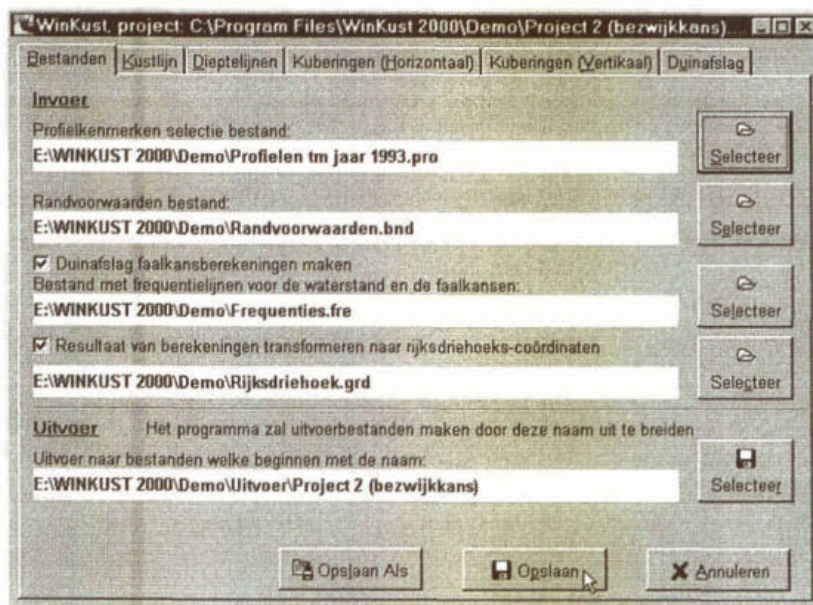 WinKust, project: C:\Program Files\WinKust 2000\Demo\Project 2 (bezwijkkans)....
Bestanden Kustlijn Dieptelijnen Kuberingen (Horizontaal) Kuberingen (Vertikaal) Duinafslag
Invoer
Profielkenmerken selectie bestand:
E:\WINKUST 2000\Demo\Profielen tm jaar 1993.pro
Selecteer
Randvoorwaarden bestand:
E:\WINKUST 2000\Demo\Randvoorwaarden.bnd
Selecteer
Duinafslag faalkansberekeningen maken
Bestand met frequentielijnen voor de waterstand en de faalkansen:
E:\WINKUST 2000\Demo\Frequenties.fre
Selecteer
Resultaat van berekeningen transformeren naar rijksdriehoeks-coördinaten
E:\WINKUST 2000\Demo\Rijksdriehoek.grd
Selecteer
Uitvoer Het programma zal uitvoerbestanden maken door deze naam uit te breiden
Uitvoer naar bestanden welke beginnen met de naam:
E:\WINKUST 2000\Demo\Uitvoer\Project 2 (bezwijkkans)
Selecteer
Opslaan Als Opslaan Annuleren